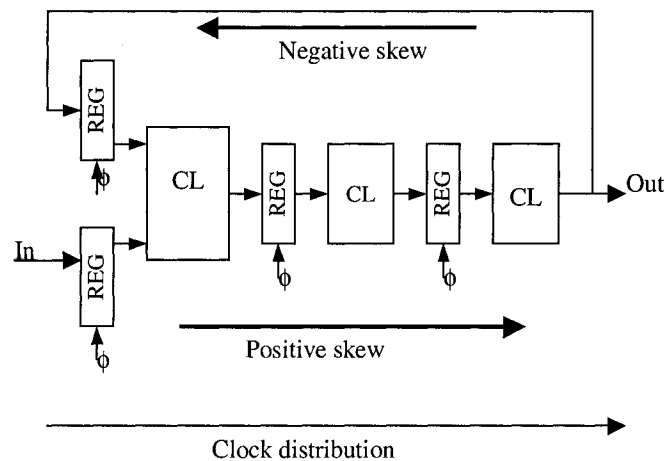 Negative skew
REG
ϕ
CL
REG
ϕ
CL
REG
ϕ
CL
Out
In
REG
ϕ
Positive skew
Clock distribution